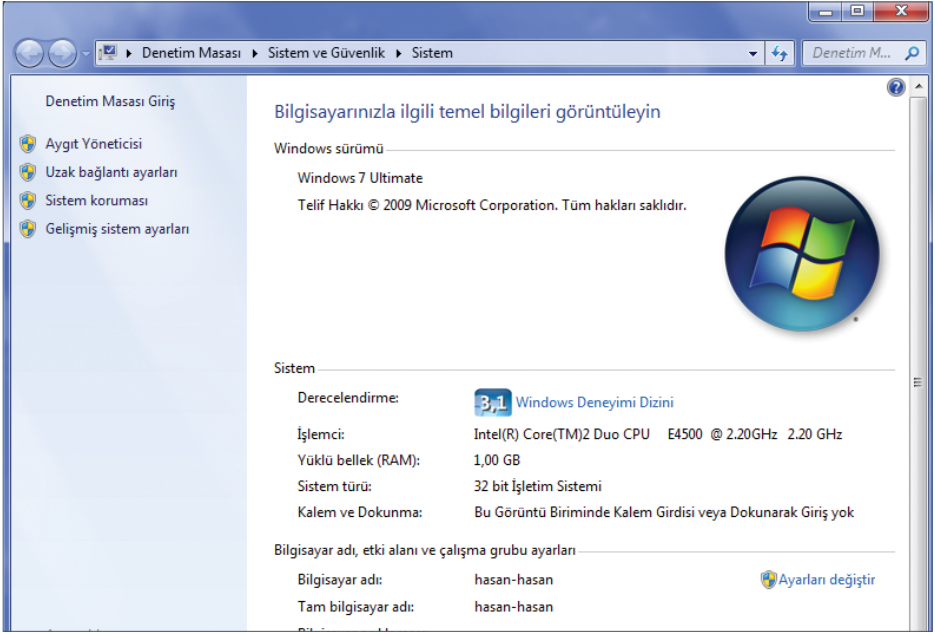 Denetim Masası ▸ Sistem ve Güvenlik ▸ Sistem
Denetim M...
Denetim Masası Giriş
Aygıt Yöneticisi
Uzak bağlantı ayarları
Sistem koruması
Gelişmiş sistem ayarları
Bilgisayarınızla ilgili temel bilgileri görüntüleyin
Windows sürümü
Windows 7 Ultimate
Telif Hakkı © 2009 Microsoft Corporation. Tüm hakları saklıdır.
Sistem
Derecelendirme: 3,1 Windows Deneyimi Dizini
İşlemci: Intel(R) Core(TM)2 Duo CPU E4500 @ 2.20GHz 2.20 GHz
Yüklü bellek (RAM): 1,00 GB
Sistem türü: 32 bit İşletim Sistemi
Kalem ve Dokunma: Bu Görüntü Biriminde Kalem Girdisi veya Dokunarak Giriş yok
Bilgisayar adı, etki alanı ve çalışma grubu ayarları
Bilgisayar adı: hasan-hasan Ayarları değiştir
Tam bilgisayar adı: hasan-hasan